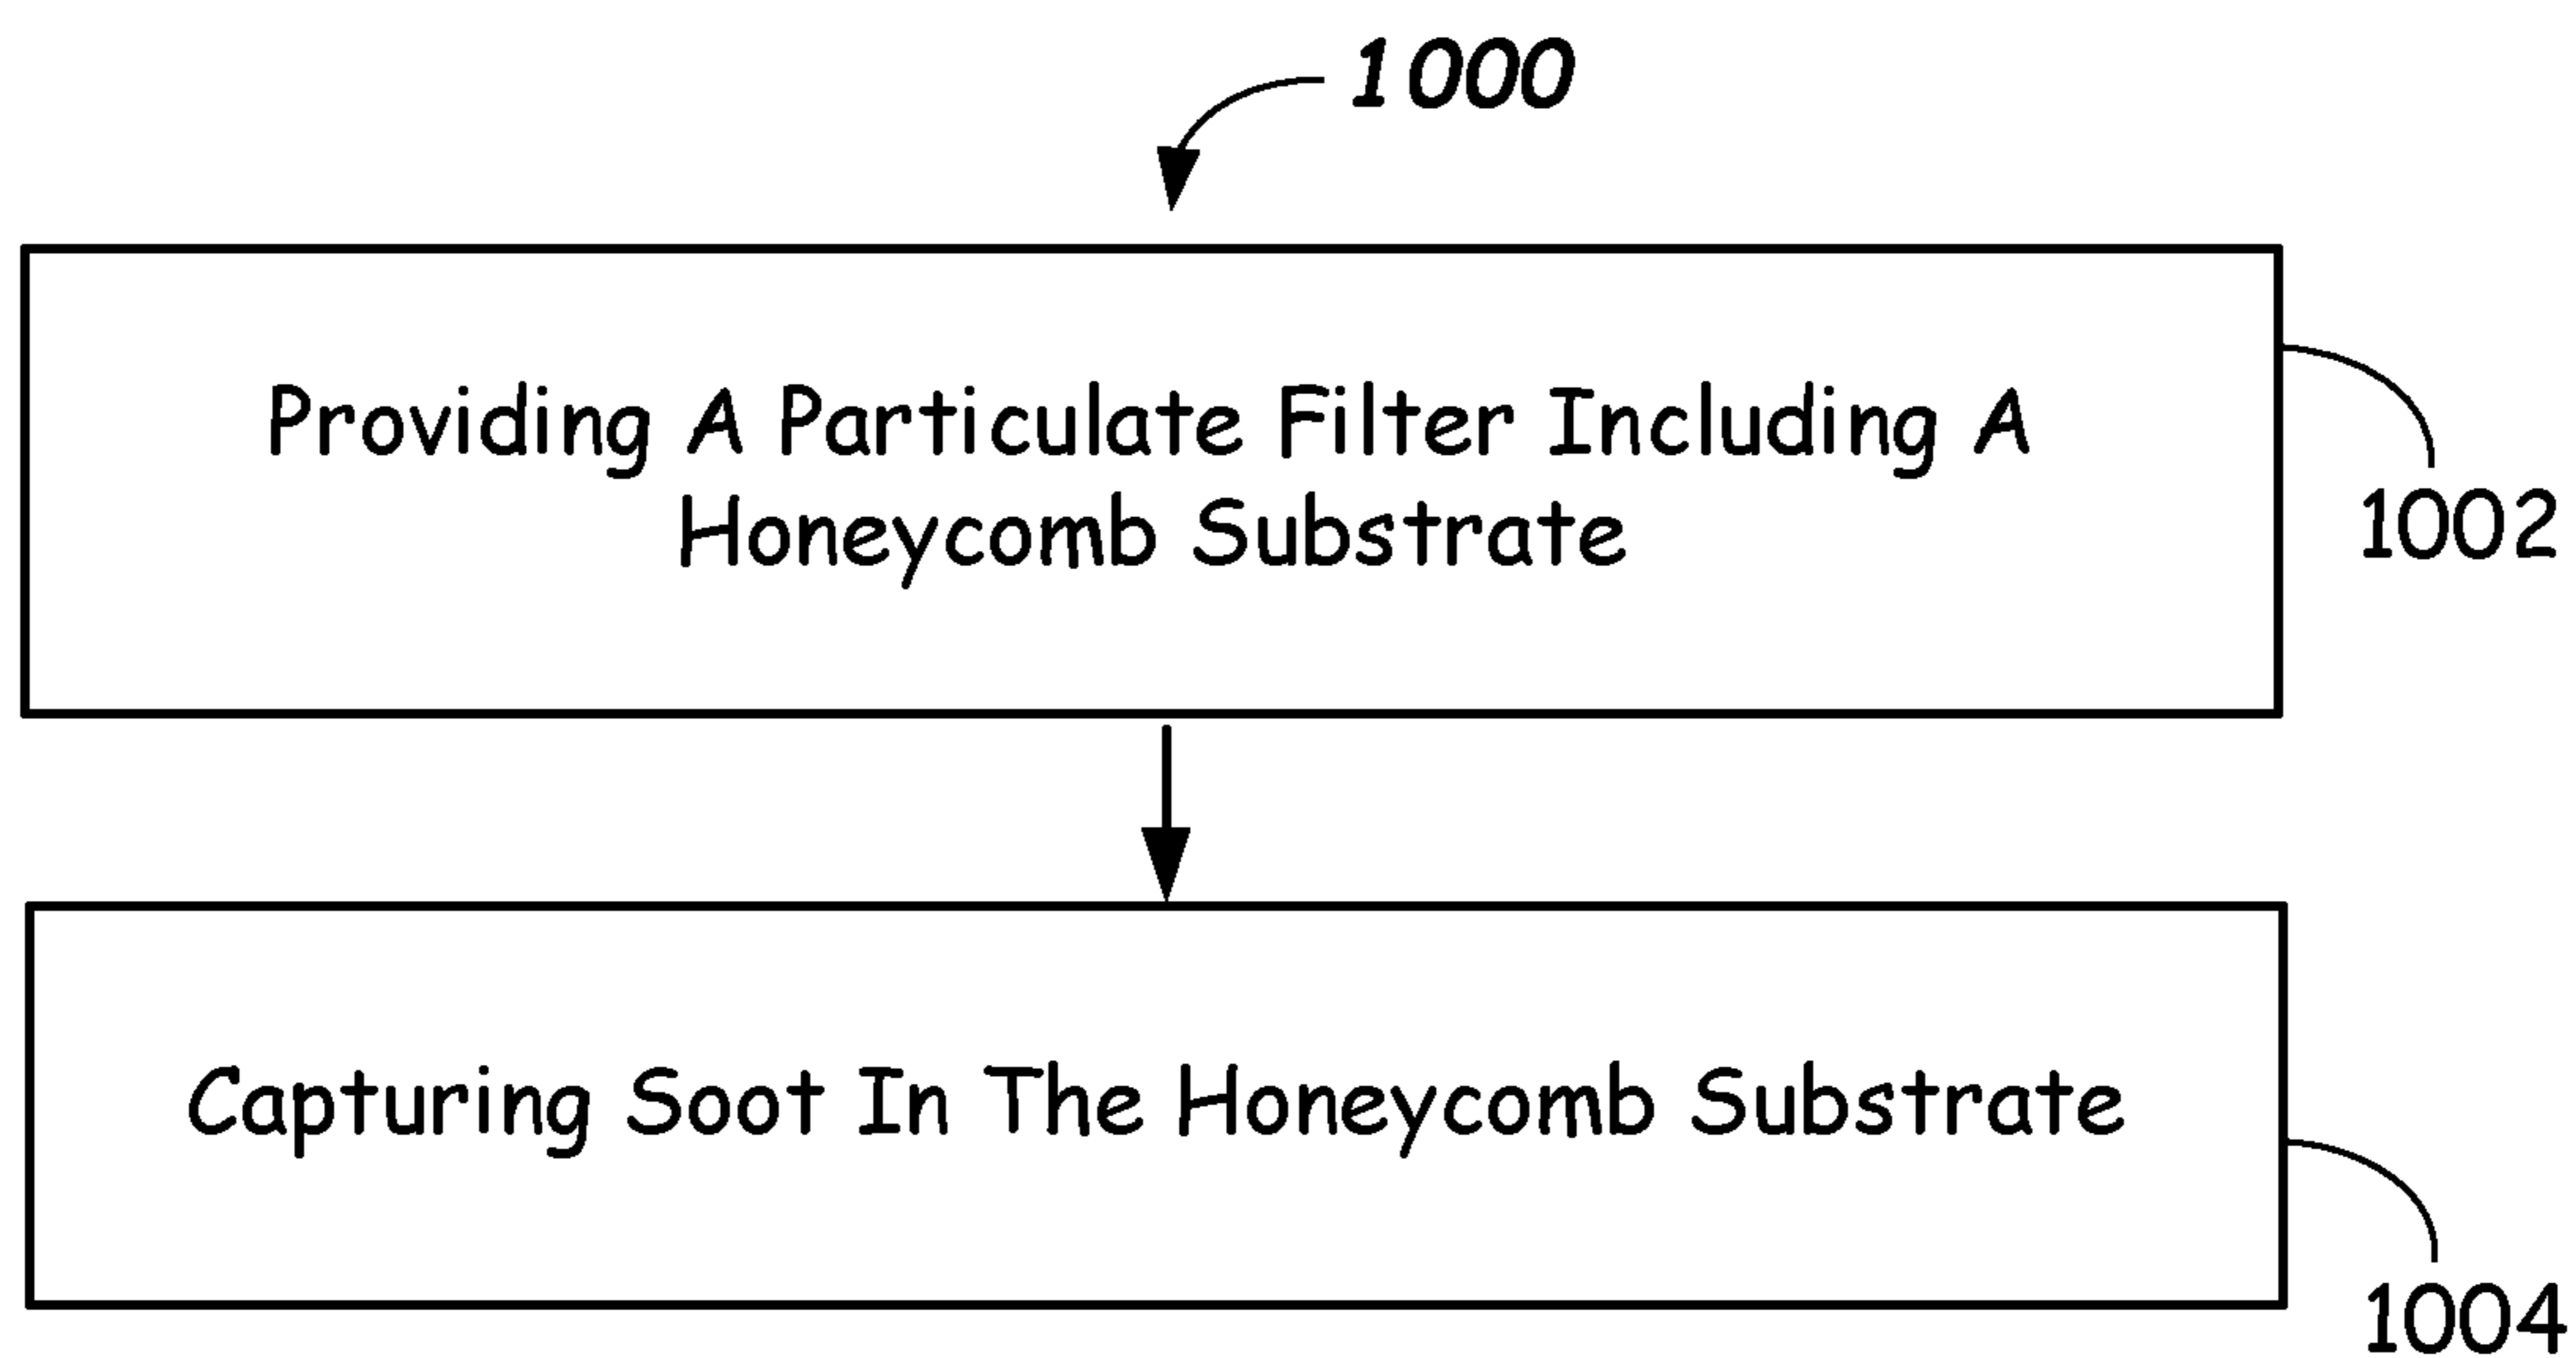 1000
Providing A Particulate Filter Including A
Honeycomb Substrate
1002
Capturing Soot In The Honeycomb Substrate
1004